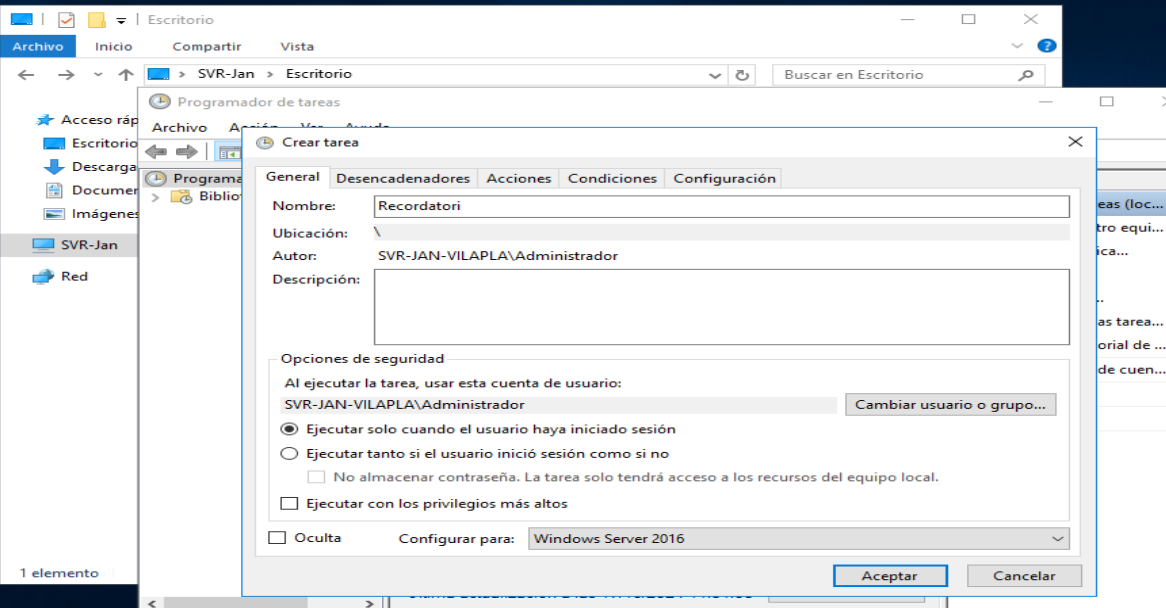 Escritorio
Archivo Inicio Compartir Vista
SVR-Jan > Escritorio
Buscar en Escritorio
Programador de tareas
Acceso ráp
Archivo
Escritorio
Descarga
Documer
Imágenes
SVR-Jan
Red
Programa
Bibliot
Crear tarea
General Desencadenadores Acciones Condiciones Configuración
Nombre: Recordatori
Ubicación: \
Autor: SVR-JAN-VILAPLA\Administrador
Descripción:
Opciones de seguridad
Al ejecutar la tarea, usar esta cuenta de usuario:
SVR-JAN-VILAPLA\Administrador
Cambiar usuario o grupo...
Ejecutar solo cuando el usuario haya iniciado sesión
Ejecutar tanto si el usuario inició sesión como si no
No almacenar contraseña. La tarea solo tendrá acceso a los recursos del equipo local.
Ejecutar con los privilegios más altos
Oculta
Configurar para: Windows Server 2016
Aceptar Cancelar
eas (loc...
tro equi...
ica...
as tarea...
orial de ...
de cuen...
1 elemento